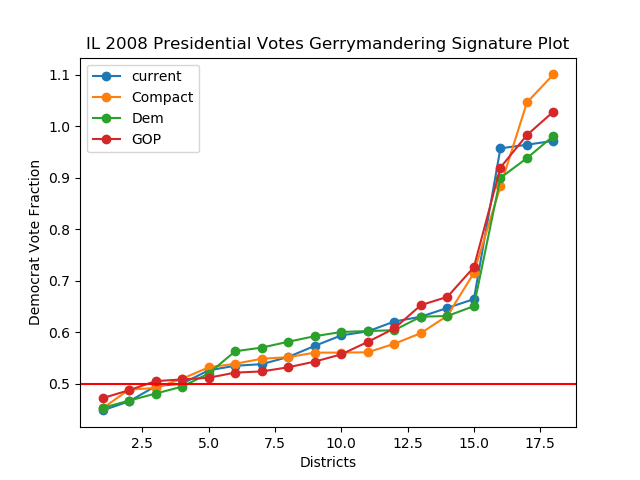 IL 2008 Presidential Votes Gerrymandering Signature Plot
current
Compact
Dem
GOP
1.1
1.0
0.9
0.8
0.7
0.6
0.5
Democrat Vote Fraction
2.5 5.0 7.5 10.0 12.5 15.0 17.5
Districts